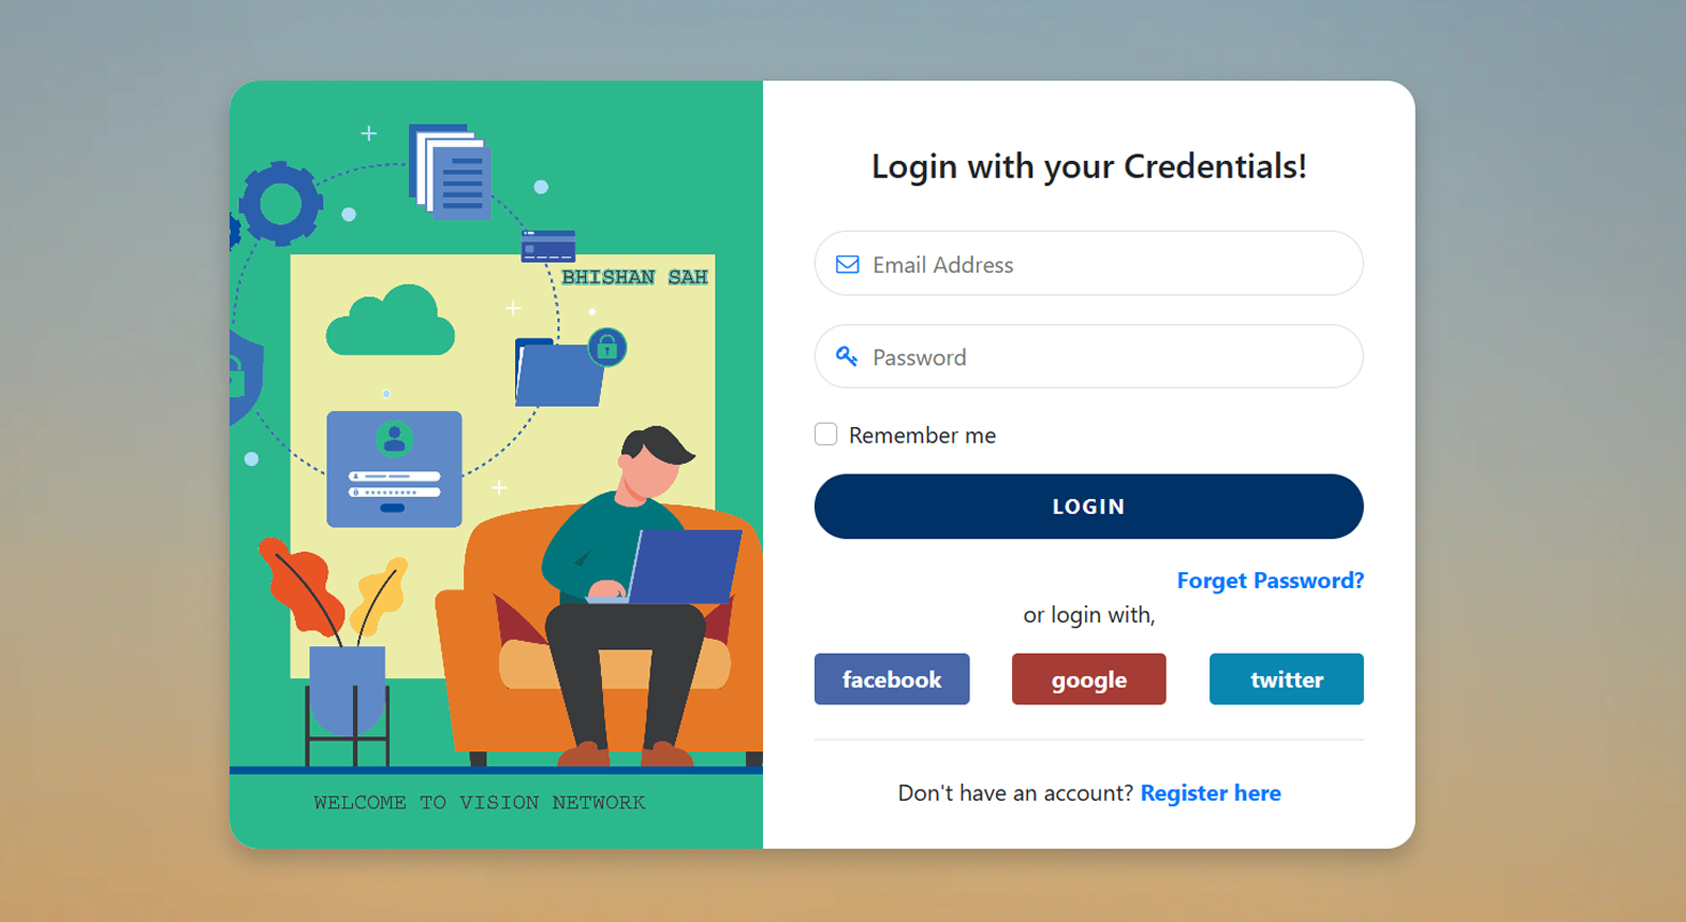 BHISHAN SAH
WELCOME TO VISION NETWORK
Login with your Credentials!
Email Address
Password
Remember me
LOGIN
Forget Password?
or login with,
facebook google twitter
Don't have an account? Register here